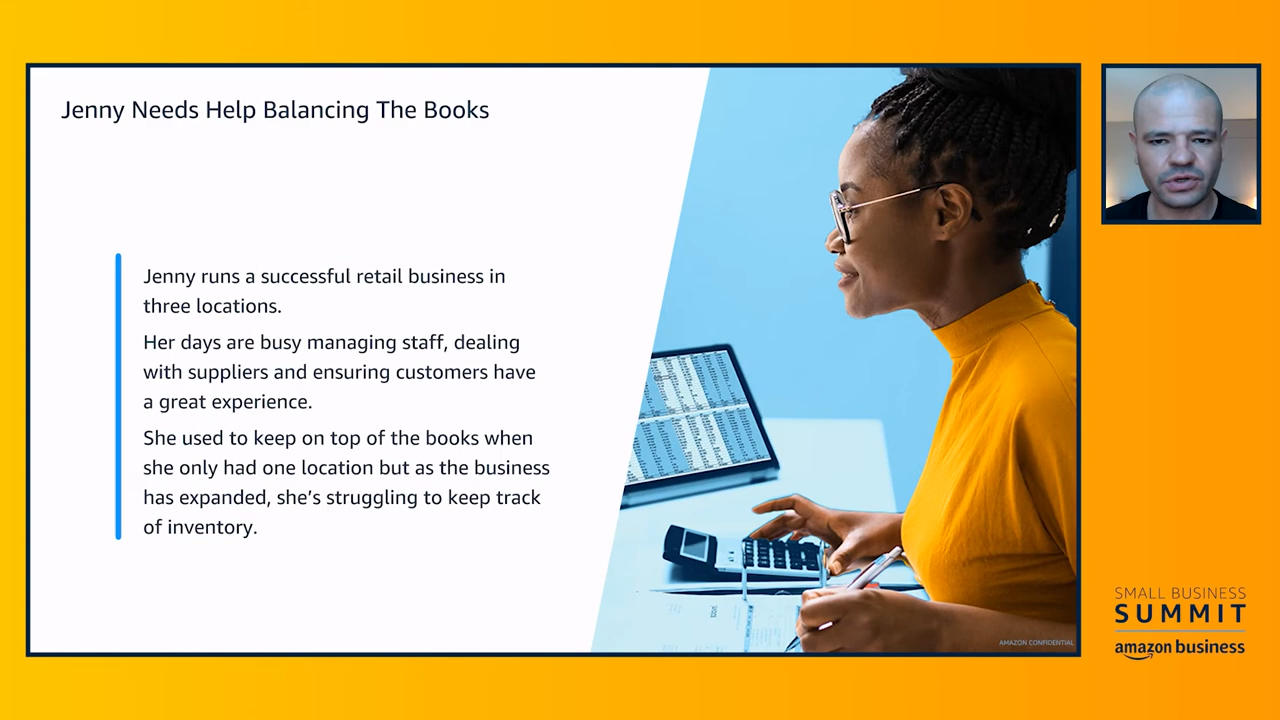 Jenny Needs Help Balancing The Books
Jenny runs a successful retail business in
three locations.
Her days are busy managing staff, dealing
with suppliers and ensuring customers have
a great experience.
She used to keep on top of the books when
she only had one location but as the business
has expanded, she’s struggling to keep track
of inventory.
AMAZON CONFIDENTIAL
SMALL BUSINESS
SUMMIT
amazon business